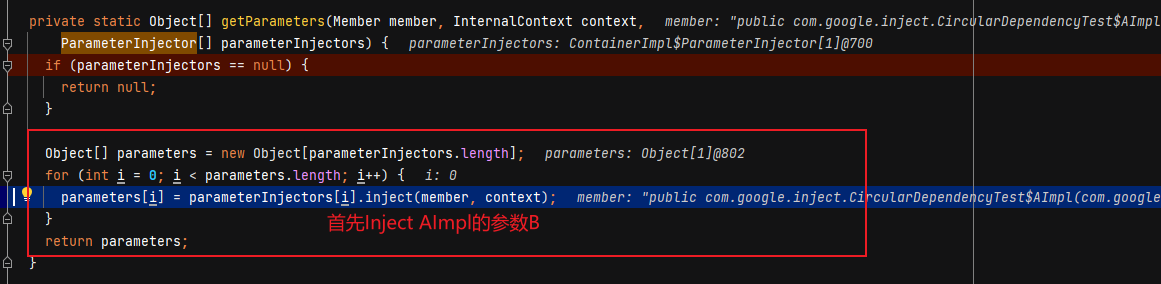 private static Object[] getParameters(Member member, InternalContext context,   member: "public com.google.inject.CircularDependencyTest$AImpl
ParameterInjector[] parameterInjectors) {   parameterInjectors: ContainerImpl$ParameterInjector[1]@700
if (parameterInjectors == null) {
return null;
}
Object[] parameters = new Object[parameterInjectors.length];   parameters: Object[1]@802
for (int i = 0; i < parameters.length; i++) {   i: 0
parameters[i] = parameterInjectors[i].inject(member, context);   member: "public com.google.inject.CircularDependencyTest$AImpl(com.google
}
首先Inject AImpl的参数B
return parameters;
}